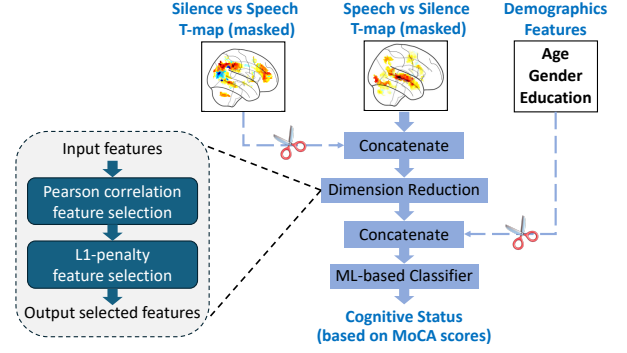 Silence vs Speech
T-map (masked)
Speech vs Silence
T-map (masked)
Demographics
Features
Age
Gender
Education
Concatenate
Dimension Reduction
Concatenate
ML-based Classifier
Cognitive Status
(based on MoCA scores)
Input features
Pearson correlation
feature selection
L1-penalty
feature selection
Output selected features